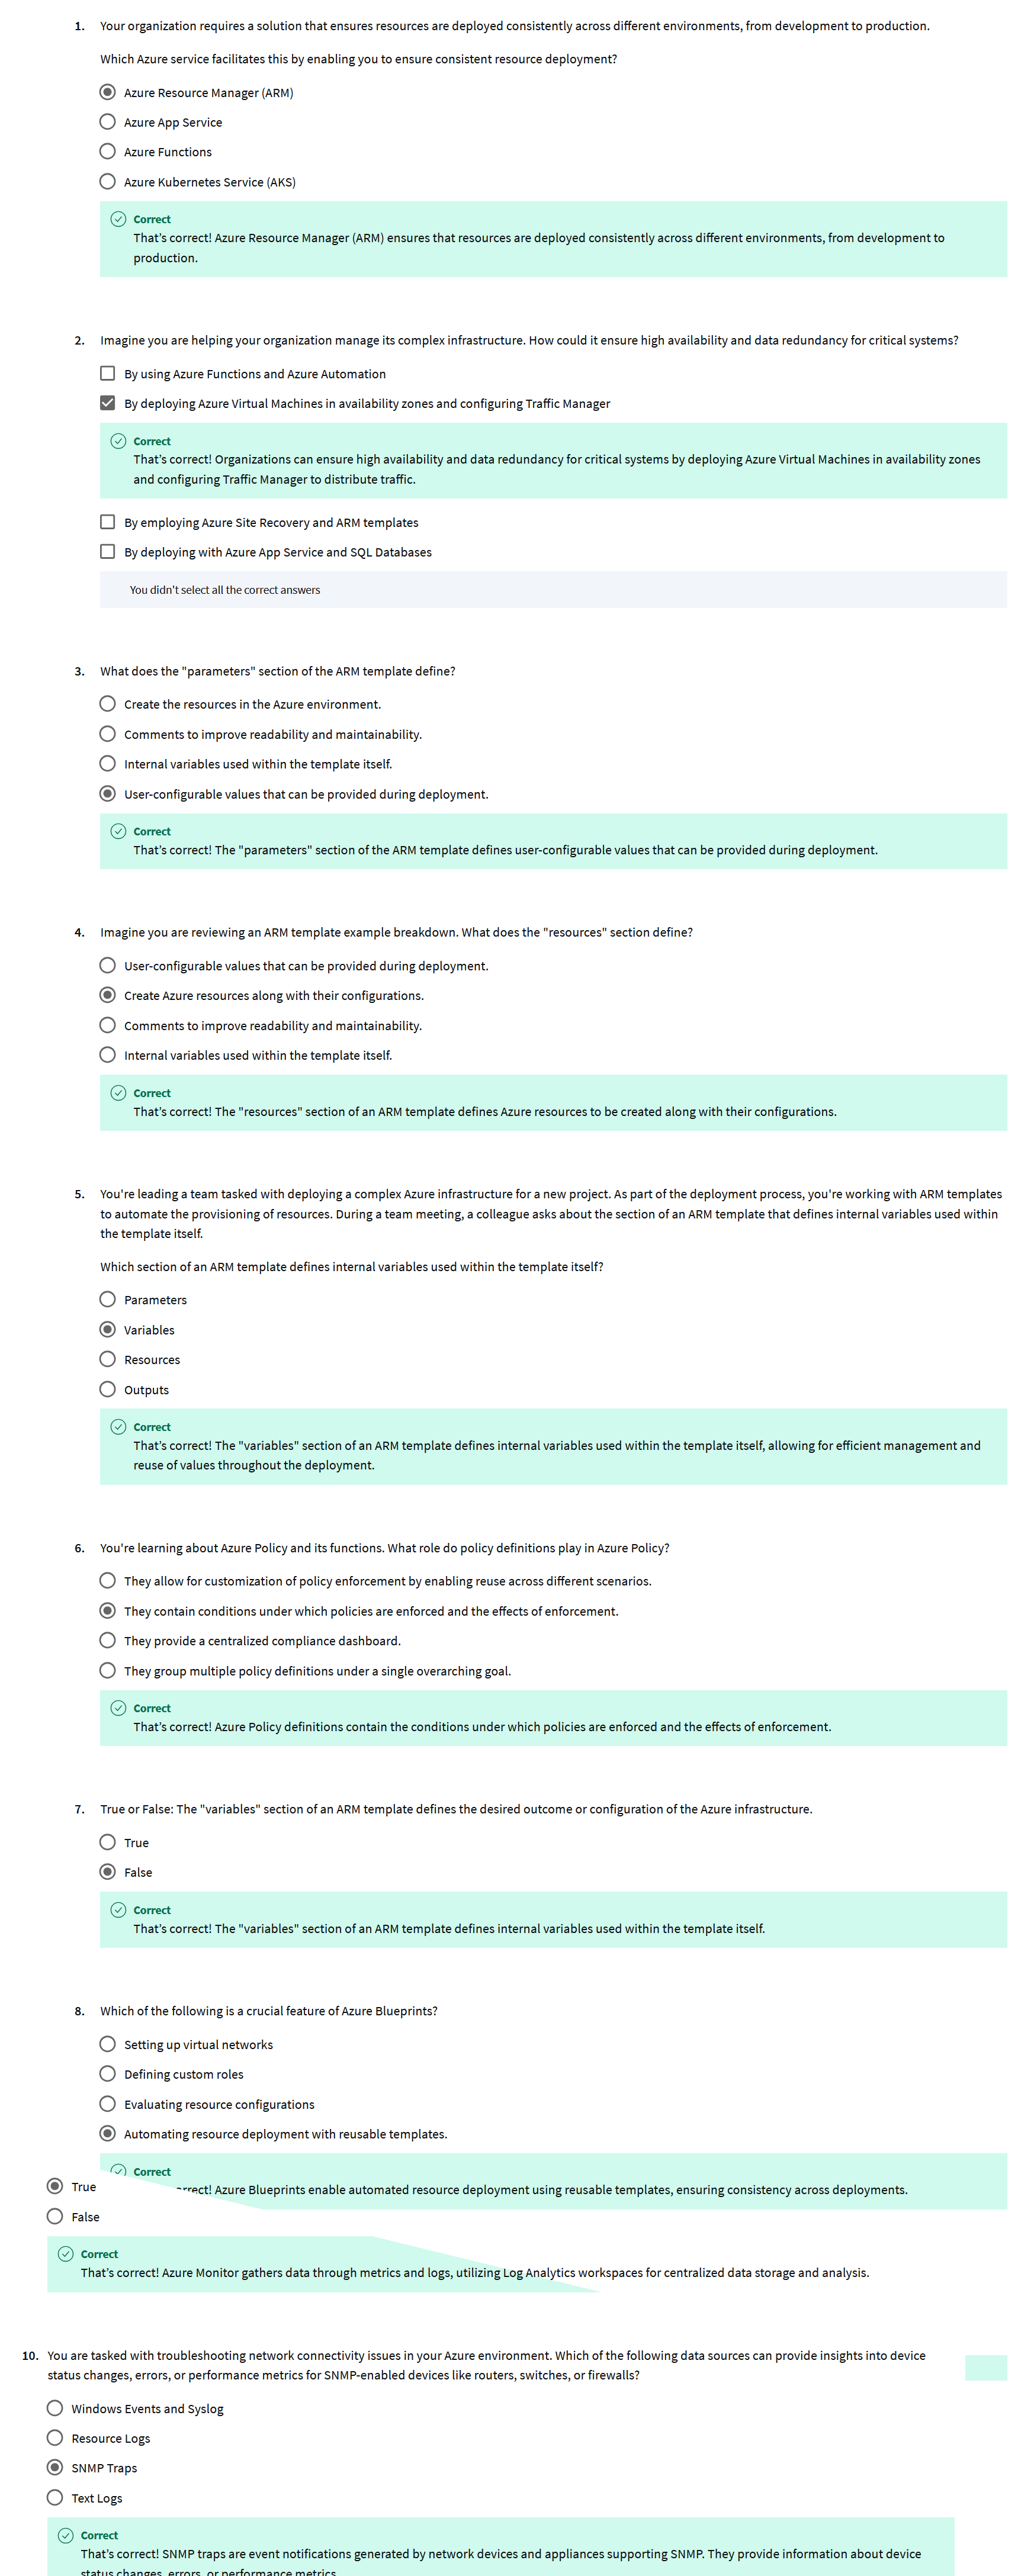 1. Your organization requires a solution that ensures resources are deployed consistently across different environments, from development to production.
Which Azure service facilitates this by enabling you to ensure consistent resource deployment?
Azure Resource Manager (ARM)
Azure App Service
Azure Functions
Azure Kubernetes Service (AKS)
Correct
That's correct! Azure Resource Manager (ARM) ensures that resources are deployed consistently across different environments, from development to
production.
2. Imagine you are helping your organization manage its complex infrastructure. How could it ensure high availability and data redundancy for critical systems?
By using Azure Functions and Azure Automation
By deploying Azure Virtual Machines in availability zones and configuring Traffic Manager
Correct
That's correct! Organizations can ensure high availability and data redundancy for critical systems by deploying Azure Virtual Machines in availability zones
and configuring Traffic Manager to distribute traffic.
By employing Azure Site Recovery and ARM templates
By deploying with Azure App Service and SQL Databases
You didn't select all the correct answers
3. What does the "parameters" section of the ARM template define?
Create the resources in the Azure environment.
Comments to improve readability and maintainability.
Internal variables used within the template itself.
User-configurable values that can be provided during deployment.
Correct
That's correct! The "parameters" section of the ARM template defines user-configurable values that can be provided during deployment.
4. Imagine you are reviewing an ARM template example breakdown. What does the "resources" section define?
User-configurable values that can be provided during deployment.
Create Azure resources along with their configurations.
Comments to improve readability and maintainability.
Internal variables used within the template itself.
Correct
That's correct! The "resources" section of an ARM template defines Azure resources to be created along with their configurations.
5. You're leading a team tasked with deploying a complex Azure infrastructure for a new project. As part of the deployment process, you're working with ARM templates
to automate the provisioning of resources. During a team meeting, a colleague asks about the section of an ARM template that defines internal variables used within
the template itself.
Which section of an ARM template defines internal variables used within the template itself?
Parameters
Variables
Resources
Outputs
Correct
That's correct! The "variables" section of an ARM template defines internal variables used within the template itself, allowing for efficient management and
reuse of values throughout the deployment.
6. You're learning about Azure Policy and its functions. What role do policy definitions play in Azure Policy?
They allow for customization of policy enforcement by enabling reuse across different scenarios.
They contain conditions under which policies are enforced and the effects of enforcement.
They provide a centralized compliance dashboard.
They group multiple policy definitions under a single overarching goal.
Correct
That's correct! Azure Policy definitions contain the conditions under which policies are enforced and the effects of enforcement.
7. True or False: The "variables" section of an ARM template defines the desired outcome or configuration of the Azure infrastructure.
True
False
Correct
That's correct! The "variables" section of an ARM template defines internal variables used within the template itself.
8. Which of the following is a crucial feature of Azure Blueprints?
Setting up virtual networks
Defining custom roles
Evaluating resource configurations
Automating resource deployment with reusable templates.
Correct
Azure Blueprints enable automated resource deployment using reusable templates, ensuring consistency across deployments.
True
False
Correct
That's correct! Azure Monitor gathers data through metrics and logs, utilizing Log Analytics workspaces for centralized data storage and analysis.
10. You are tasked with troubleshooting network connectivity issues in your Azure environment. Which of the following data sources can provide insights into device
status changes, errors, or performance metrics for SNMP-enabled devices like routers, switches, or firewalls?
Windows Events and Syslog
Resource Logs
SNMP Traps
Text Logs
Correct
That's correct! SNMP traps are event notifications generated by network devices and appliances supporting SNMP. They provide information about device
status changes, errors, or performance metrics